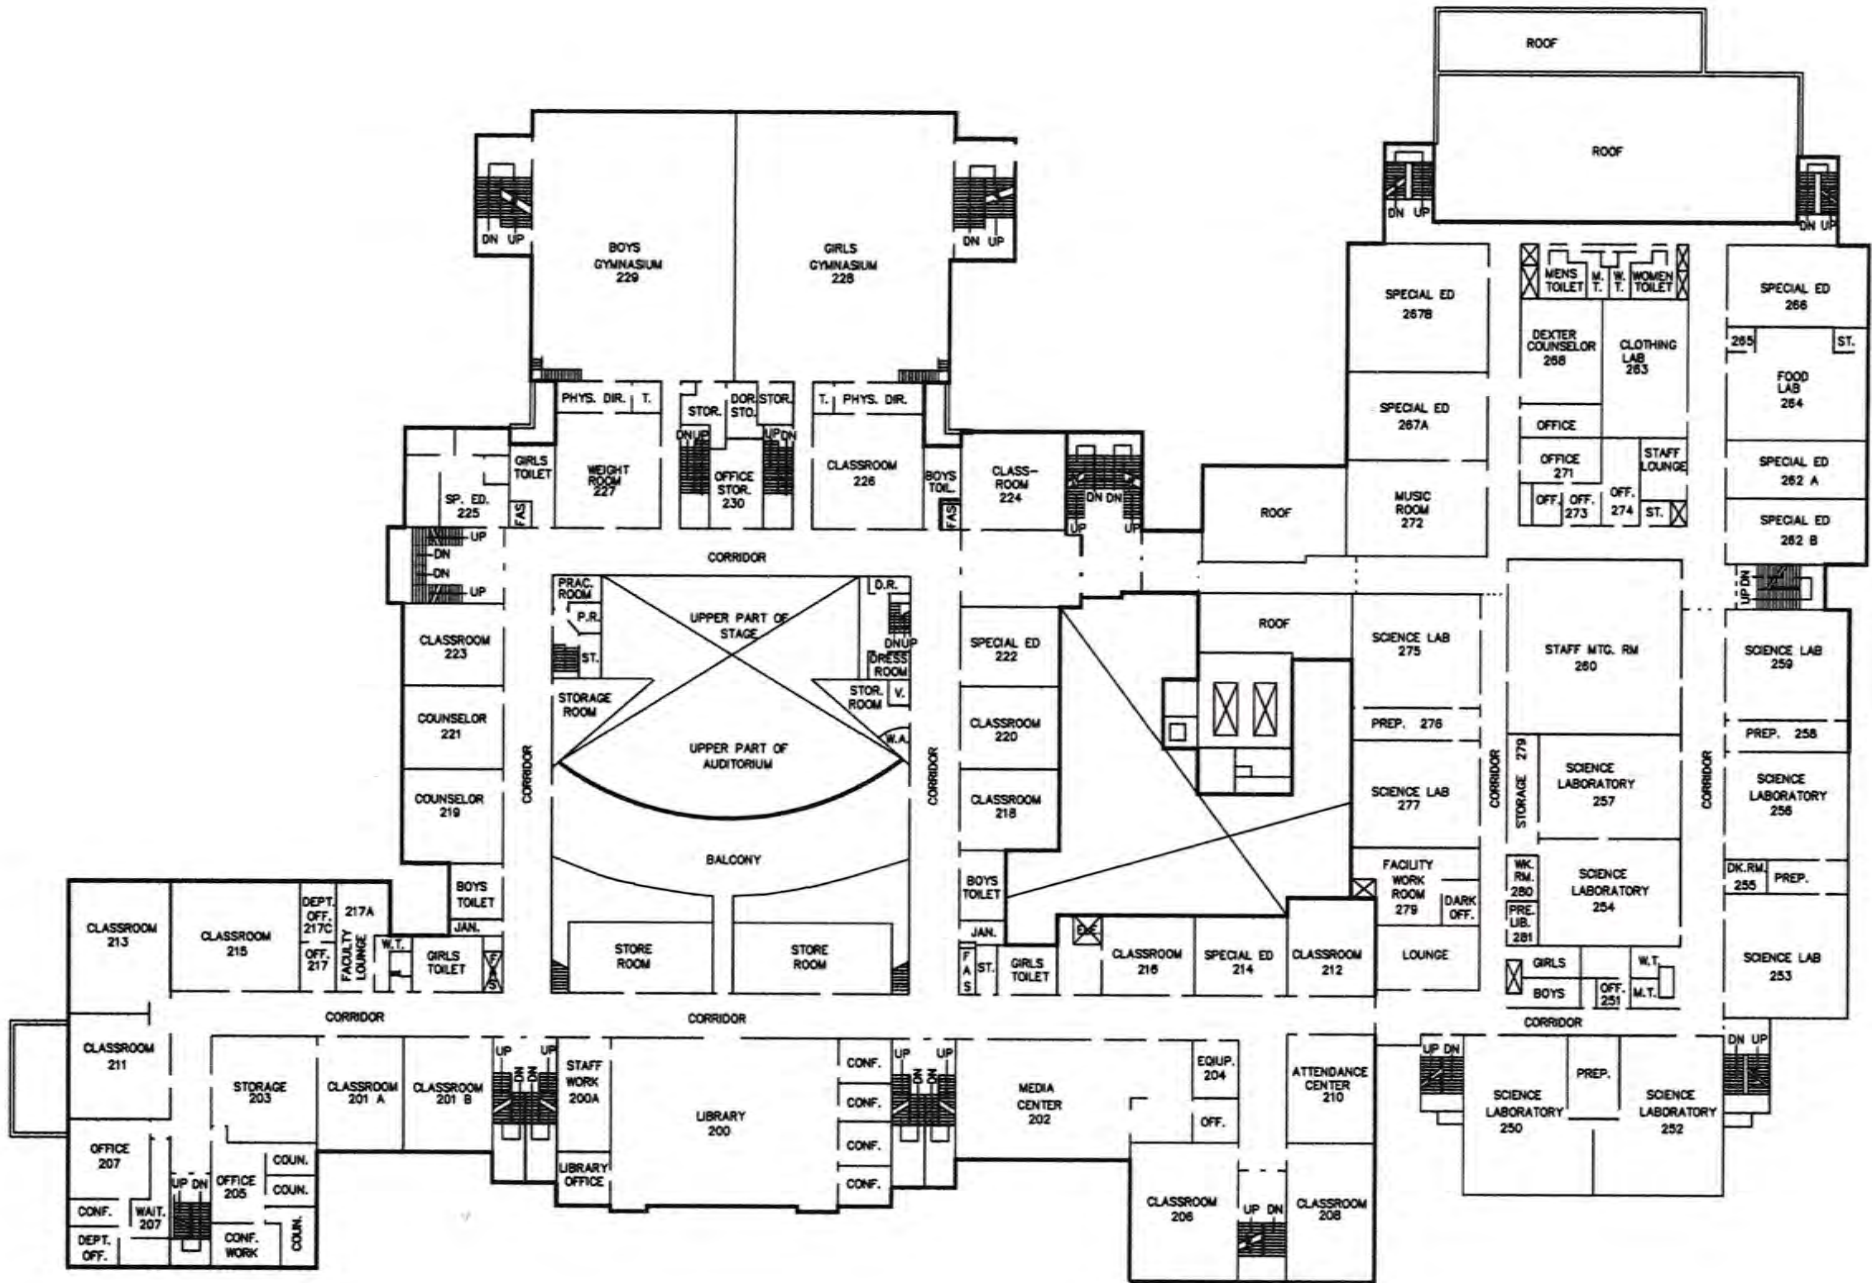 ROOF
ROOF
DN UP
DN UP
DN UP
DN UP
BOYS
GYMNASIUM
229
GIRLS
GYMNASIUM
228
SPECIAL ED
267B
MENS
TOILET
M.
T.
W.
T.
WOMEN
TOILET
SPECIAL ED
266
DEXTER
COUNSELOR
268
CLOTHING
LAB
263
265
ST.
FOOD
LAB
264
PHYS. DIR.
T.
STOR.
DOR.
STO.
STOR.
T.
PHYS. DIR.
SPECIAL ED
267A
OFFICE
DNUP
UPDN
GIRLS
TOILET
WEIGHT
ROOM
227
OFFICE
STOR.
230
CLASSROOM
226
BOYS
TOIL.
CLASS-
ROOM
224
DN DN
UP
UP
OFFICE
271
STAFF
LOUNGE
SPECIAL ED
262 A
SP. ED.
225
FAS
FAS
ROOF
MUSIC
ROOM
272
OFF.
OFF.
273
OFF.
274
ST.
SPECIAL ED
262 B
UP
DN
DN
UP
CORRIDOR
PRAC.
ROOM
P.R.
ST.
UPPER PART OF
STAGE
D.R.
DNUP
DRESS
ROOM
UP DN
CLASSROOM
223
SPECIAL ED
222
ROOF
SCIENCE LAB
275
STAFF MTG. RM
260
SCIENCE LAB
259
COUNSELOR
221
STORAGE
ROOM
STOR.
ROOM
V.
W.A.
CLASSROOM
220
PREP. 276
PREP. 258
UPPER PART OF
AUDITORIUM
CORRIDOR
CORRIDOR
CORRIDOR
STORAGE 279
CORRIDOR
COUNSELOR
219
CLASSROOM
218
SCIENCE LAB
277
SCIENCE
LABORATORY
257
SCIENCE
LABORATORY
256
BALCONY
BOYS
TOILET
JAN.
BOYS
TOILET
JAN.
FACILITY
WORK
ROOM
279
DARK
OFF.
WK.
RM.
280
PRE.
LIB.
281
SCIENCE
LABORATORY
254
DK.RM.
255
PREP.
CLASSROOM
213
CLASSROOM
215
DEPT.
OFF.
217C
OFF.
217
217A
FACULTY
LOUNGE
W.T.
GIRLS
TOILET
STORE
ROOM
STORE
ROOM
F
A
S
ST.
GIRLS
TOILET
CLASSROOM
216
SPECIAL ED
214
CLASSROOM
212
LOUNGE
GIRLS
BOYS
OFF.
251
W.T.
M.T.
SCIENCE LAB
253
CORRIDOR
CORRIDOR
CORRIDOR
CLASSROOM
211
STORAGE
203
CLASSROOM
201 A
CLASSROOM
201 B
UP
UP
DN
DN
STAFF
WORK
200A
LIBRARY
200
CONF.
CONF.
CONF.
CONF.
UP
UP
DN
DN
MEDIA
CENTER
202
EQIUP.
204
OFF.
ATTENDANCE
CENTER
210
UP DN
SCIENCE
LABORATORY
250
PREP.
SCIENCE
LABORATORY
252
DN UP
OFFICE
207
CONF.
WAIT.
207
DEPT.
OFF.
UP DN
OFFICE
205
COUN.
COUN.
COUN.
CONF.
WORK
LIBRARY
OFFICE
CLASSROOM
206
UP DN
CLASSROOM
208